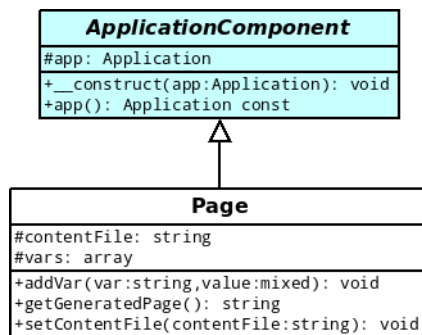 ApplicationComponent
#app: Application
+__construct(app:Application): void
+app(): Application const
Page
#contentFile: string
#vars: array
+addVar(var:string,value:mixed): void
+getGeneratedPage(): string
+setContentFile(contentFile:string): void